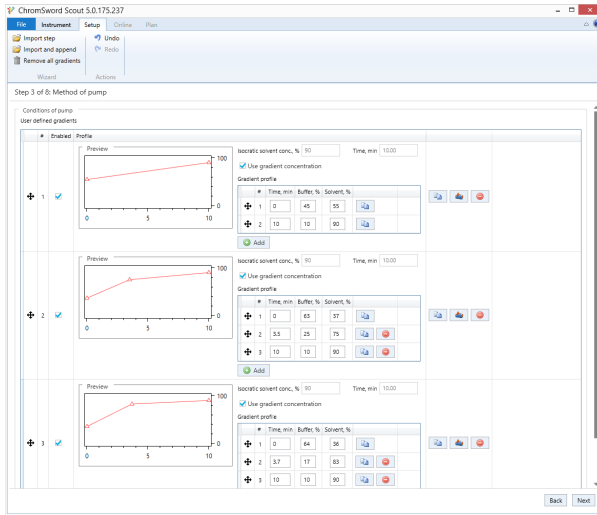 ChromSword Scout 5.0.175.237
File Instrument Setup Online Plan
Import step Undo
Import and append Redo
Remove all gradients
Wizard Actions
Step 3 of 8: Method of pump
Conditions of pump
User defined gradients
# Enabled Profile
Preview
100
0
0 5 10
Isocratic solvent conc., % 90 Time, min 10.00
Use gradient concentration
Gradient profile
# Time, min Buffer, % Solvent, %
1 0 45 55
2 10 10 90
Add
1
Preview
100
0
0 5 10
Isocratic solvent conc., % 90 Time, min 10.00
Use gradient concentration
Gradient profile
# Time, min Buffer, % Solvent, %
1 0 63 37
2 3.5 25 75
3 10 10 90
Add
2
Preview
100
0
0 5 10
Isocratic solvent conc., % 90 Time, min 10.00
Use gradient concentration
Gradient profile
# Time, min Buffer, % Solvent, %
1 0 64 36
2 3.7 17 83
3 10 10 90
3
Back Next